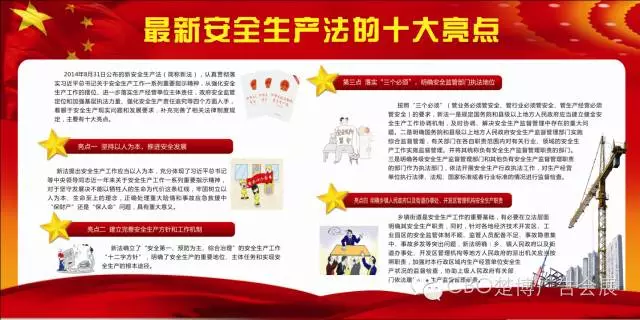 最新安全生产法的十大亮点
2014年8月31日公布的新安全生产法（简称新法），认真贯彻落
实习近平总书记关于安全生产工作一系列重要指示精神，从强化安全
生产工作的摆位、进一步落实生产经营单位主体责任，政府安全监管
定位和加强基层执法力量、强化安全生产责任追究等四个方面入手，
着眼于安全生产现实问题和发展要求，补充完善了相关法律制度规
定，主要有十大亮点。
亮点一 坚持以人为本，推进安全发展
新法提出安全生产工作应当以人为本，充分体现了习近平总书记等
中央领导同志近一年来关于安全生产工作一系列重要指示精神，
对于坚守发展决不能以牺牲人的生命为代价这条红线，牢固树立以
人为本、生命至上的理念，正确处理重大险情和事故应急救援中
“保财产”还是“保人命”问题，具有重大意义。
亮点二 建立完善安全生产方针和工作机制
新法确立了“安全第一、预防为主、综合治理”的安全生产工作
“十二字方针”，明确了安全生产的重要地位、主体任务和实现安
全生产的根本途径。
第三点 落实“三个必须”，明确安全监管部门执法地位
按照“三个必须”（管业务必须管安全、管行业必须管安全、管生产经营必须
管安全）的要求，新法一是规定国务院和县级以上地方人民政府应当建立健全安
全生产工作协调机制，及时协调、解决安全生产监督管理中存在的重大问
题。二是明确国务院和县级以上地方人民政府安全生产监督管理部门实施
综合监督管理，有关部门在各自职责范围内对有关行业、领域的安全生
产工作实施监督管理。并将其统称负有安全生产监督管理职责的部门。
三是明确各级安全生产监督管理部门和其他负有安全生产监督管理职责
的部门作为执法部门，依法开展安全生产行政执法工作，对生产经营
单位执行法律、法规、国家标准或者行业标准的情况进行监督检查。
亮点四 明确乡镇人民政府以及街道办事处、开发区管理机构安全生产职责
乡镇街道是安全生产工作的重要基础，有必要在立法层面
明确其安全生产职责，同时，针对各地经济技术开发区、工
业园区的安全监管体制不顺、监管人员配备不足、事故隐患集
中、事故多发等突出问题，新法明确：乡、镇人民政府以及街
道办事处、开发区管理机构等地方人民政府的派出机关应当按
照职责，加强对本行政区域内生产经营单位安全生
产状况的监督检查，协助上级人民政府有关部
门依法履行安全生产监督管理职责。
CBO楚博广告会展